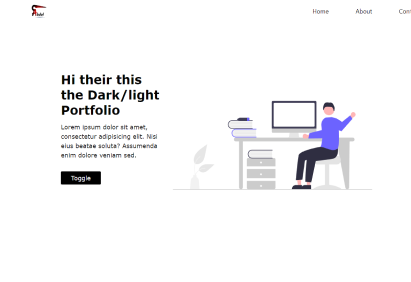 Home About Con
Hi their this
the Dark/light
Portfolio
Lorem ipsum dolor sit amet,
consectetur adipisicing elit. Nisi
eius beatae soluta? Assumenda
enim dolore veniam sed.
Toggle